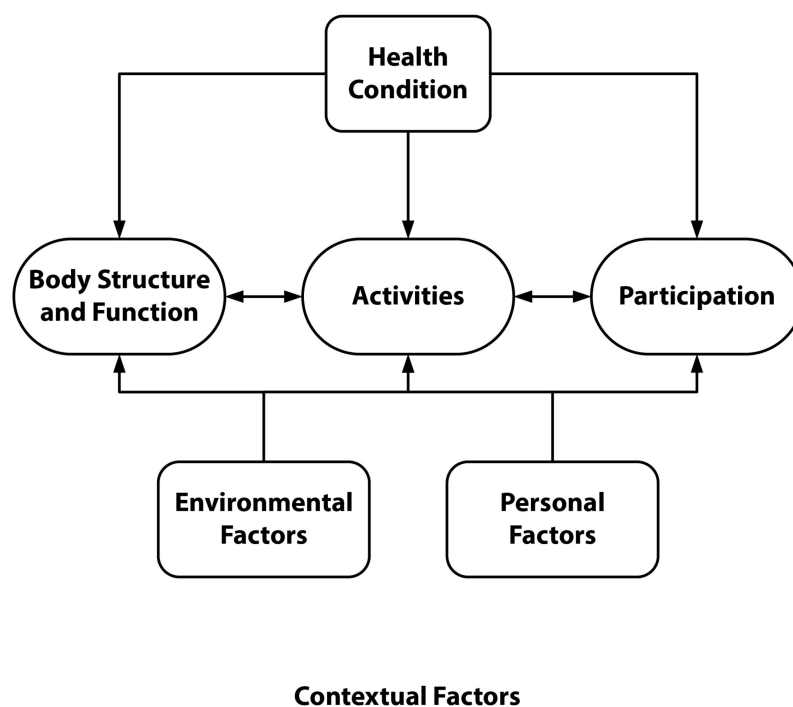 Health
Condition
Body Structure
and Function
Activities
Participation
Environmental
Factors
Personal
Factors
Contextual Factors